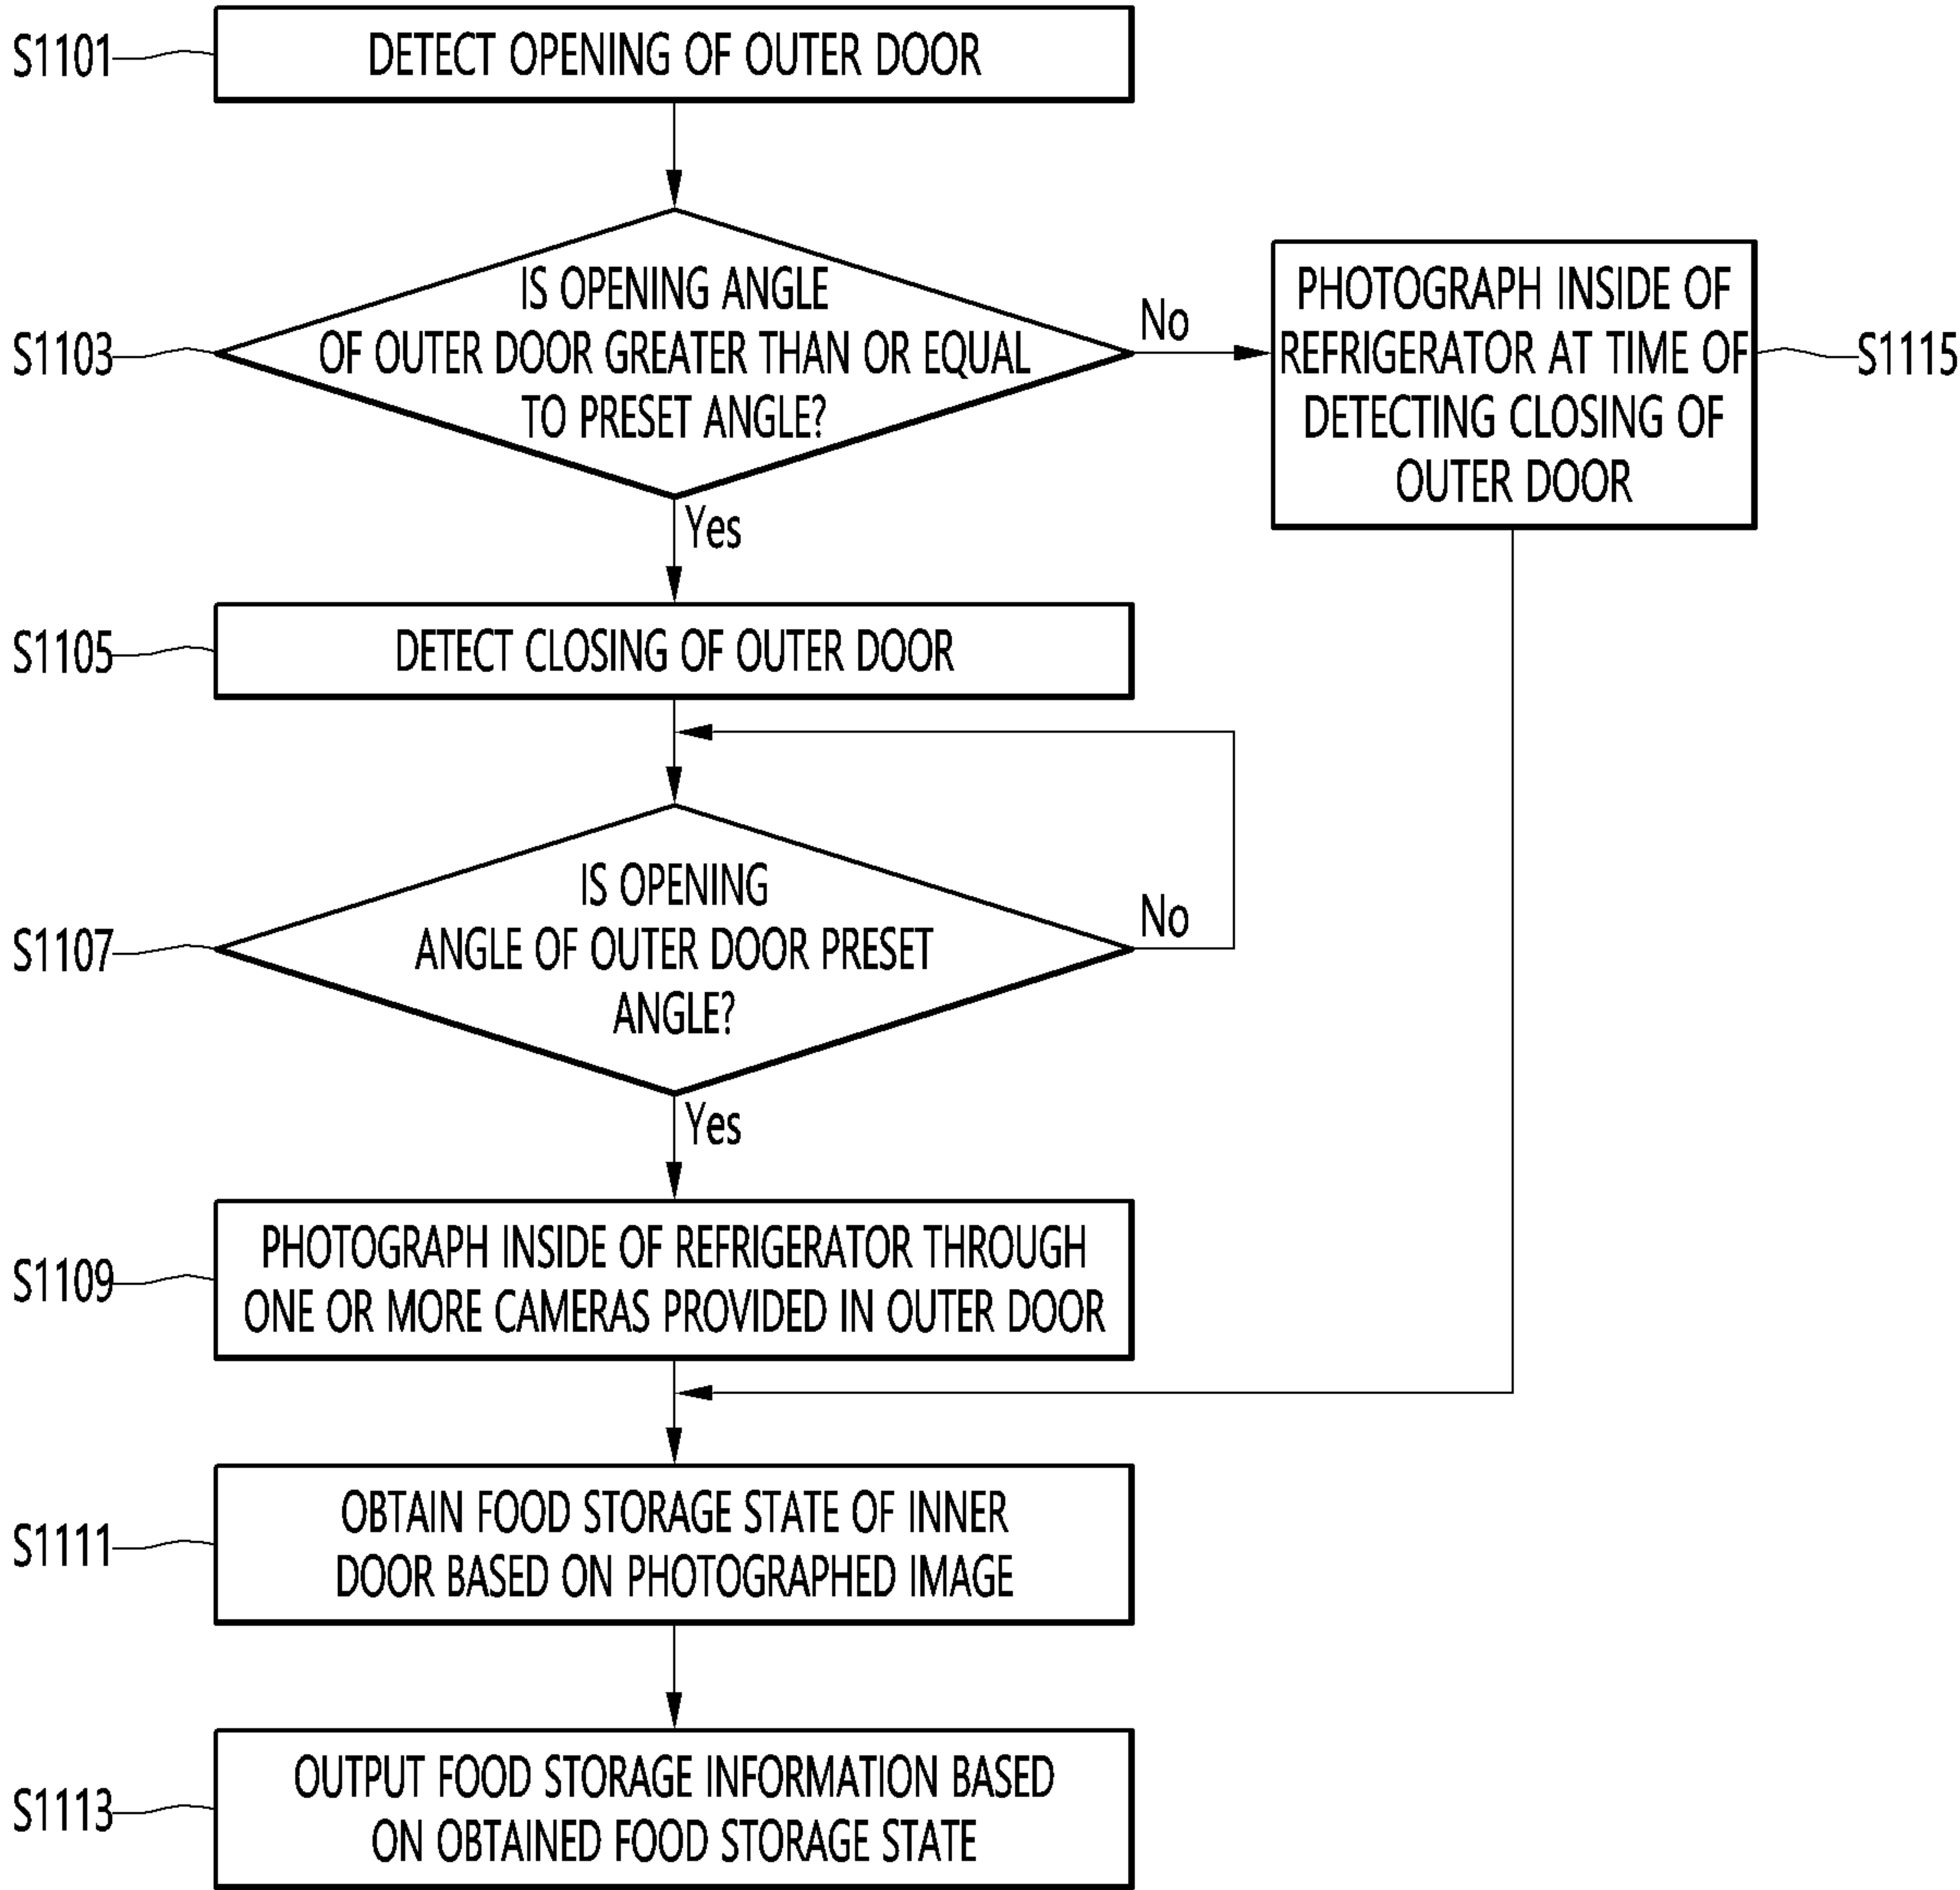 S1101
DETECT OPENING OF OUTER DOOR
S1103
IS OPENING ANGLE
OF OUTER DOOR GREATER THAN OR EQUAL
TO PRESET ANGLE?
No
PHOTOGRAPH INSIDE OF
REFRIGERATOR AT TIME OF
DETECTING CLOSING OF
OUTER DOOR
S1115
Yes
S1105
DETECT CLOSING OF OUTER DOOR
S1107
IS OPENING
ANGLE OF OUTER DOOR PRESET
ANGLE?
No
Yes
S1109
PHOTOGRAPH INSIDE OF REFRIGERATOR THROUGH
ONE OR MORE CAMERAS PROVIDED IN OUTER DOOR
S1111
OBTAIN FOOD STORAGE STATE OF INNER
DOOR BASED ON PHOTOGRAPHED IMAGE
S1113
OUTPUT FOOD STORAGE INFORMATION BASED
ON OBTAINED FOOD STORAGE STATE